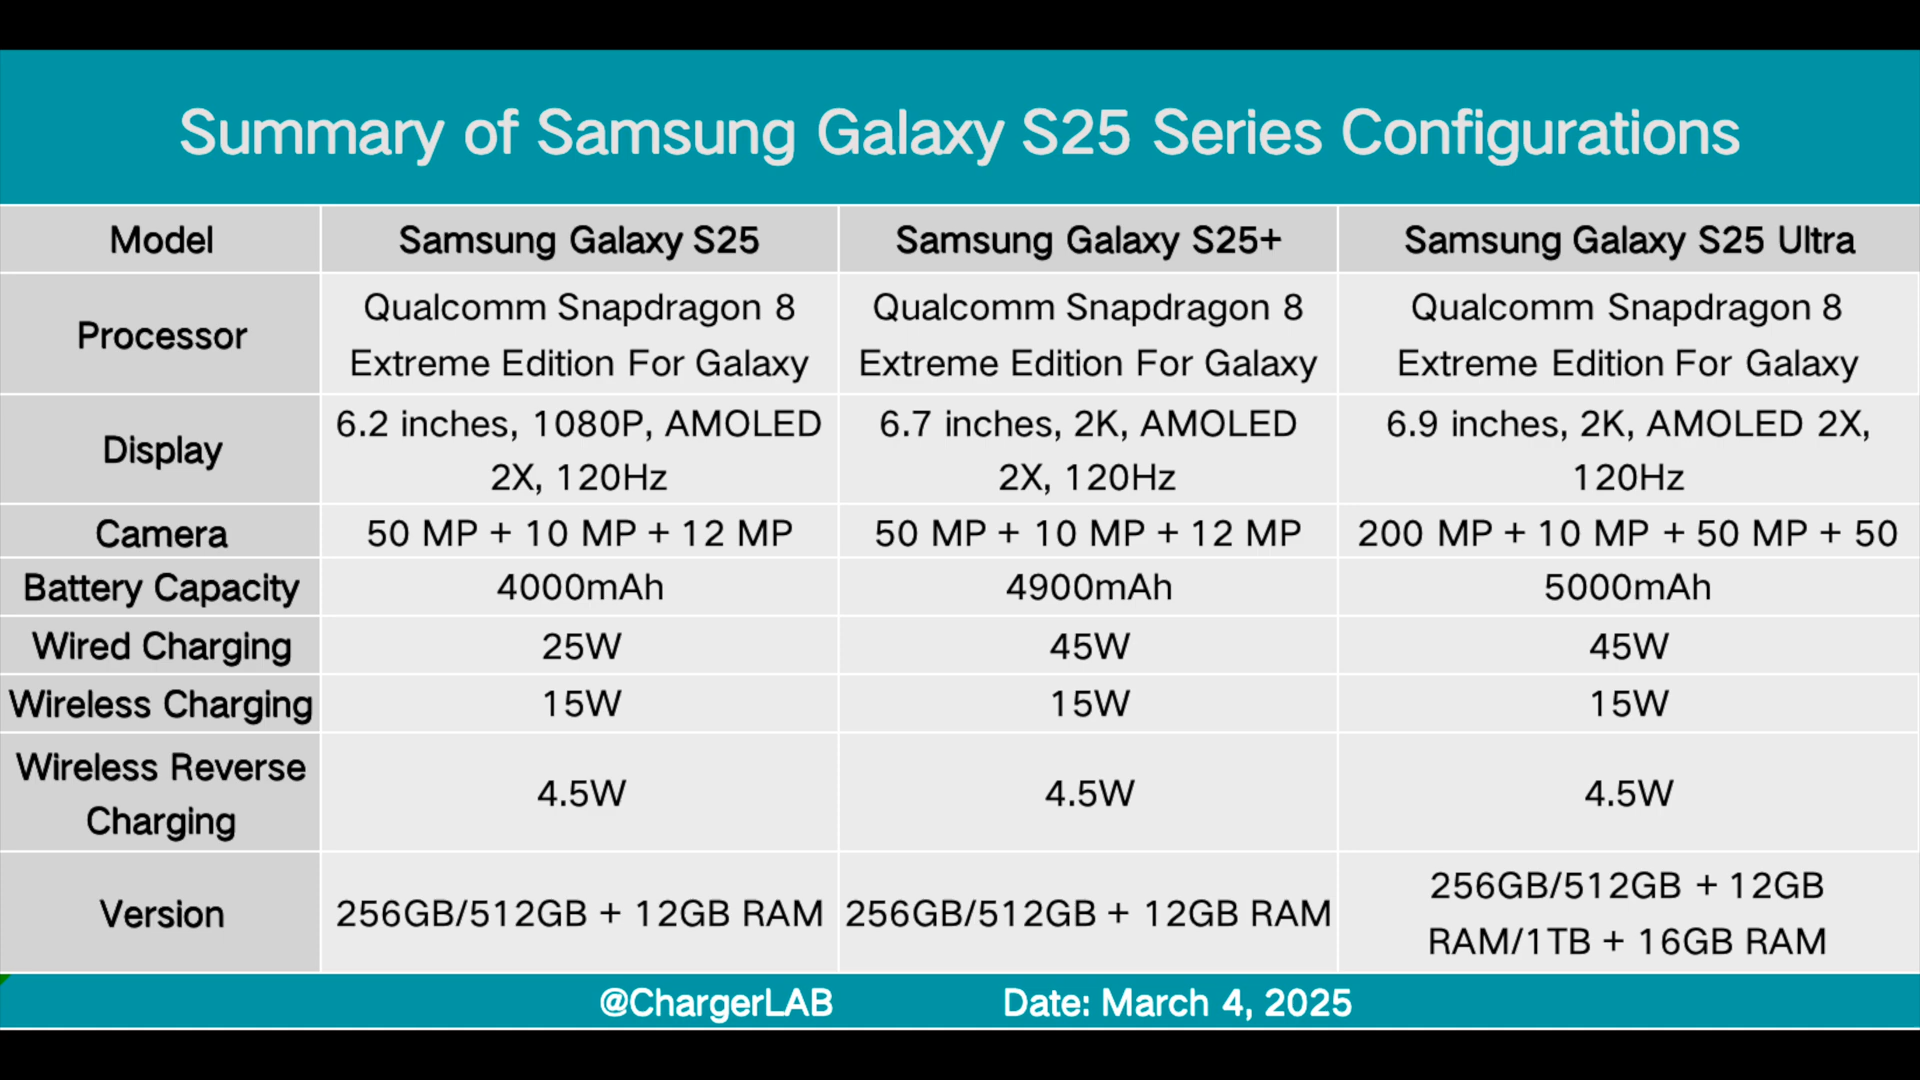 Summary of Samsung Galaxy S25 Series Configurations
Model Samsung Galaxy S25 Samsung Galaxy S25+ Samsung Galaxy S25 Ultra
Processor
Qualcomm Snapdragon 8
Extreme Edition For Galaxy
Qualcomm Snapdragon 8
Extreme Edition For Galaxy
Qualcomm Snapdragon 8
Extreme Edition For Galaxy
Display
6.2 inches, 1080P, AMOLED
2X, 120Hz
6.7 inches, 2K, AMOLED
2X, 120Hz
6.9 inches, 2K, AMOLED 2X,
120Hz
Camera 50 MP + 10 MP + 12 MP 50 MP + 10 MP + 12 MP 200 MP + 10 MP + 50 MP + 50
Battery Capacity 4000mAh 4900mAh 5000mAh
Wired Charging 25W 45W 45W
Wireless Charging 15W 15W 15W
Wireless Reverse
Charging
4.5W 4.5W 4.5W
Version 256GB/512GB + 12GB RAM 256GB/512GB + 12GB RAM
256GB/512GB + 12GB
RAM/1TB + 16GB RAM
@ChargerLAB Date: March 4, 2025